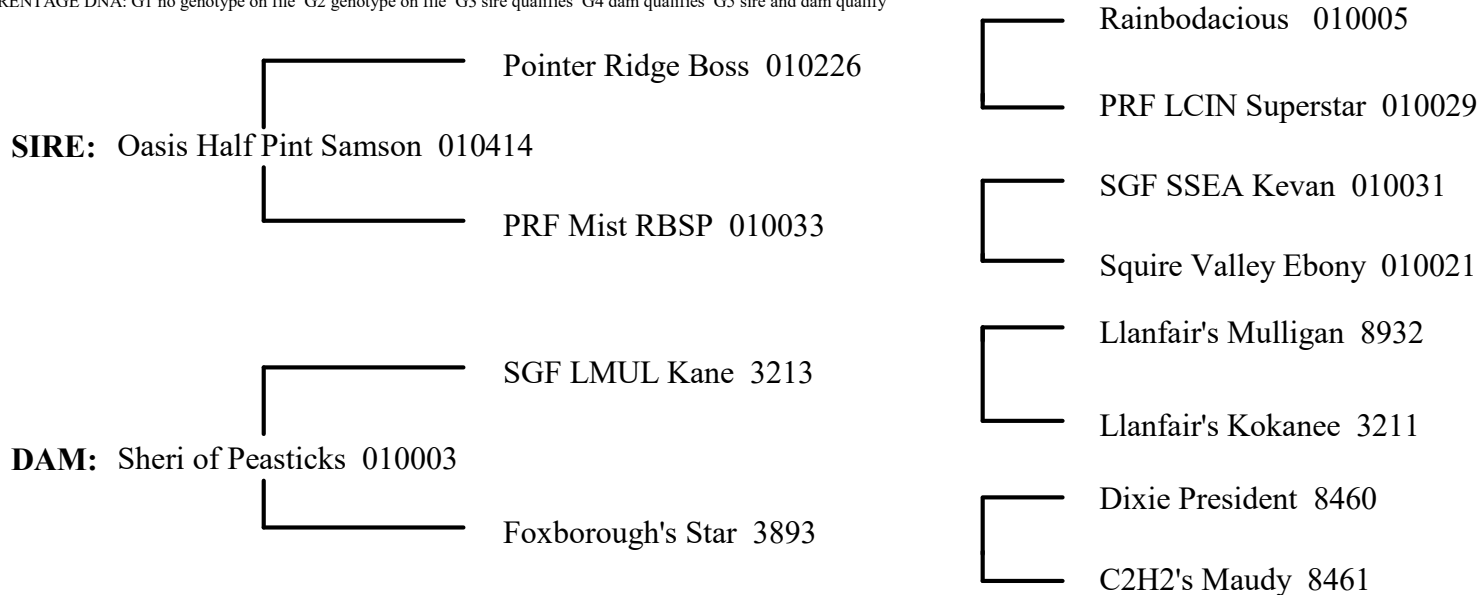 PARENTAGE DNA: G1 no genotype on file G2 genotype on file G3 sire qualifies G4 dam qualifies G5 sire and dam qualify
Rainbodacious 010005
Pointer Ridge Boss 010226
PRF LCIN Superstar 010029
SIRE: Oasis Half Pint Samson 010414
SGF SSEA Kevan 010031
PRF Mist RBSP 010033
Squire Valley Ebony 010021
Llanfair's Mulligan 8932
SGF LMUL Kane 3213
Llanfair's Kokanee 3211
DAM: Sheri of Peasticks 010003
Dixie President 8460
Foxborough's Star 3893
C2H2's Maudy 8461